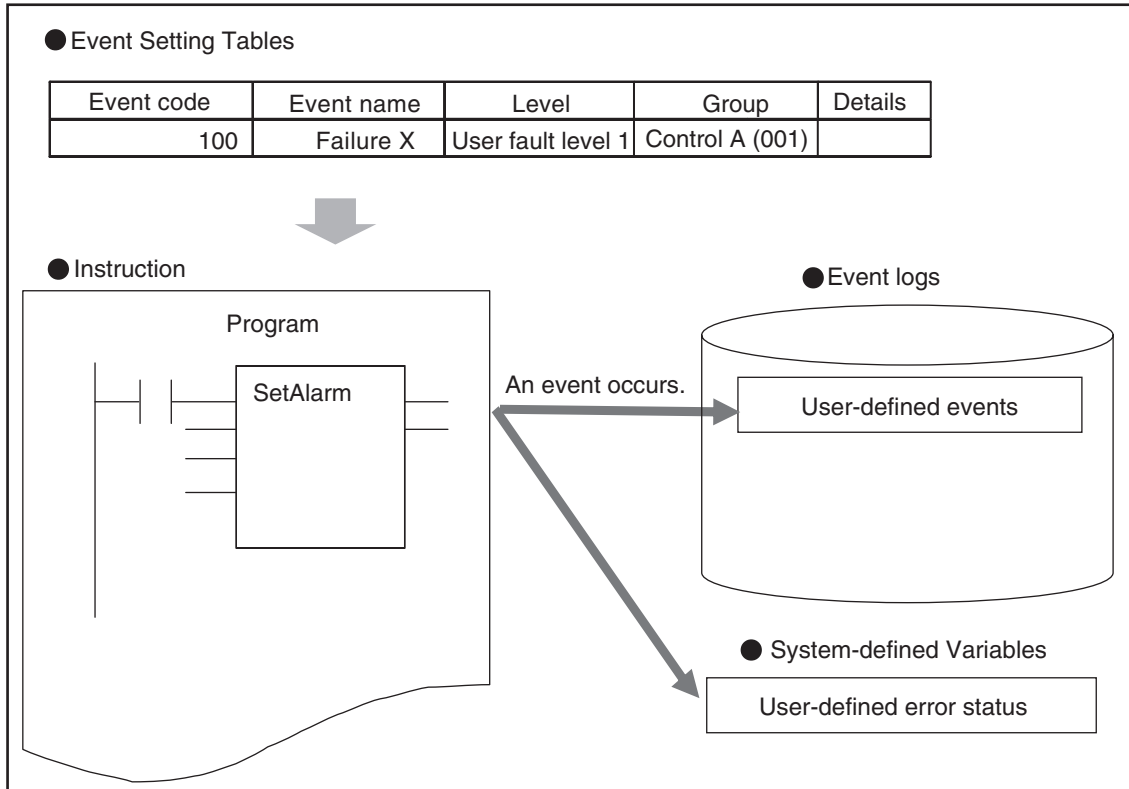 ● Event Setting Tables
Event code Event name Level Group Details
100 Failure X User fault level 1 Control A (001)
● Instruction
● Event logs
Program
SetAlarm
An event occurs.
User-defined events
● System-defined Variables
User-defined error status